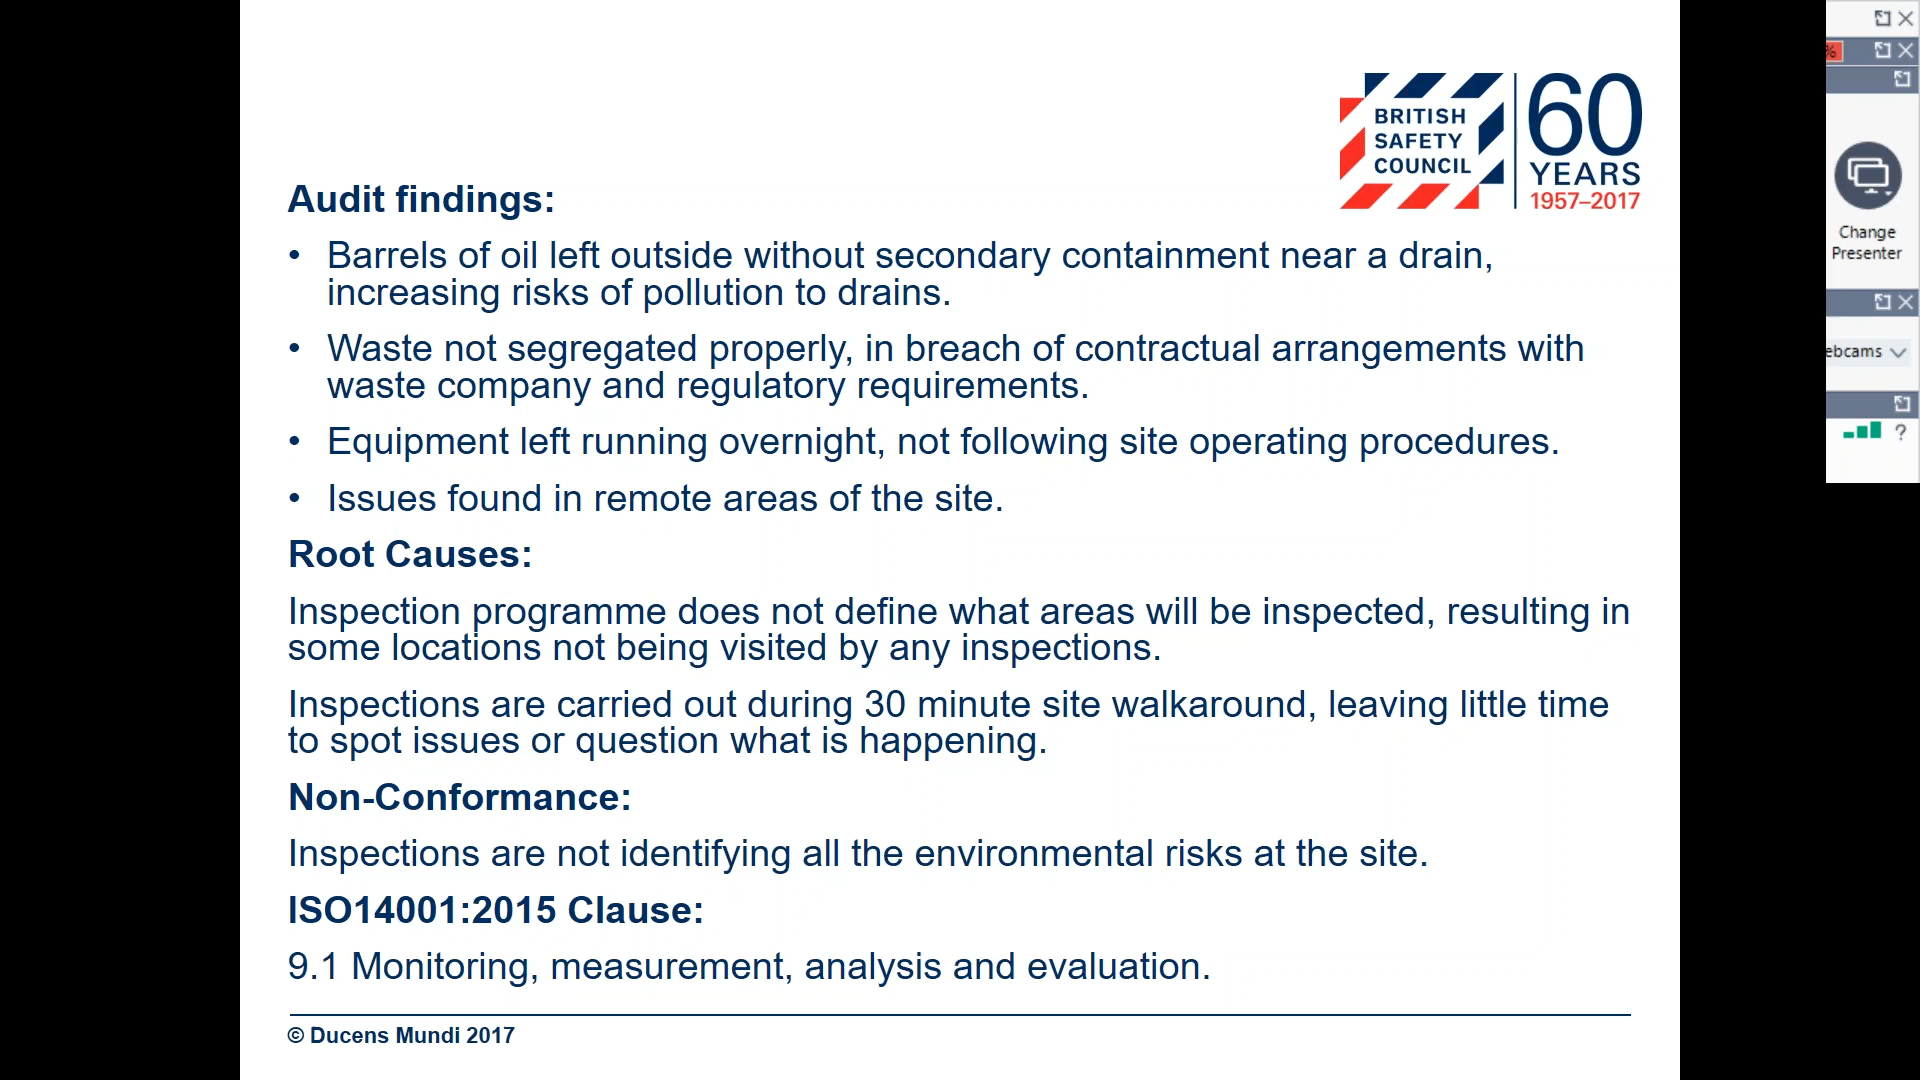 BRITISH
SAFETY
COUNCIL
60
YEARS
1957–2017
Audit findings:
• Barrels of oil left outside without secondary containment near a drain,
increasing risks of pollution to drains.
• Waste not segregated properly, in breach of contractual arrangements with
waste company and regulatory requirements.
• Equipment left running overnight, not following site operating procedures.
• Issues found in remote areas of the site.
Root Causes:
Inspection programme does not define what areas will be inspected, resulting in
some locations not being visited by any inspections.
Inspections are carried out during 30 minute site walkaround, leaving little time
to spot issues or question what is happening.
Non-Conformance:
Inspections are not identifying all the environmental risks at the site.
ISO14001:2015 Clause:
9.1 Monitoring, measurement, analysis and evaluation.
© Ducens Mundi 2017
%
Change
Presenter
ebcams
?